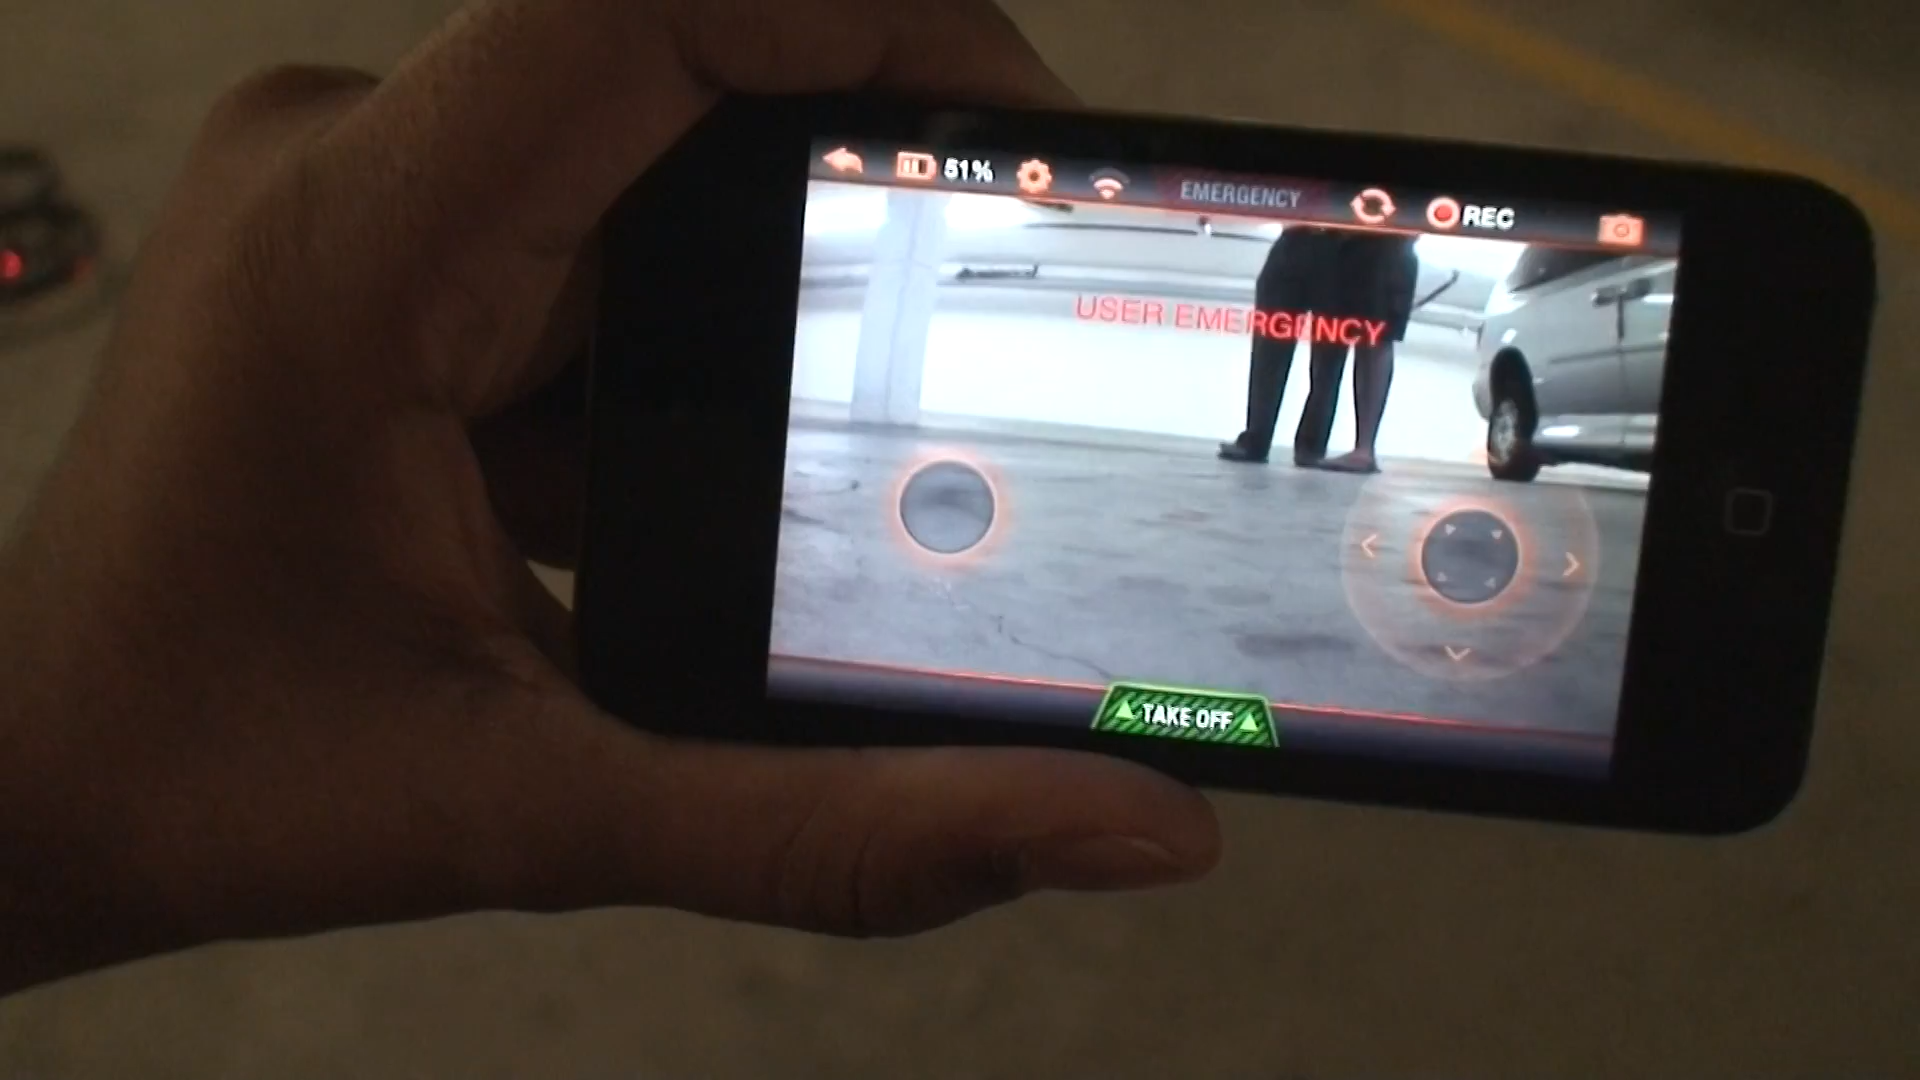 51%
EMERGENCY
REC
USER EMERGENCY
TAKE OFF